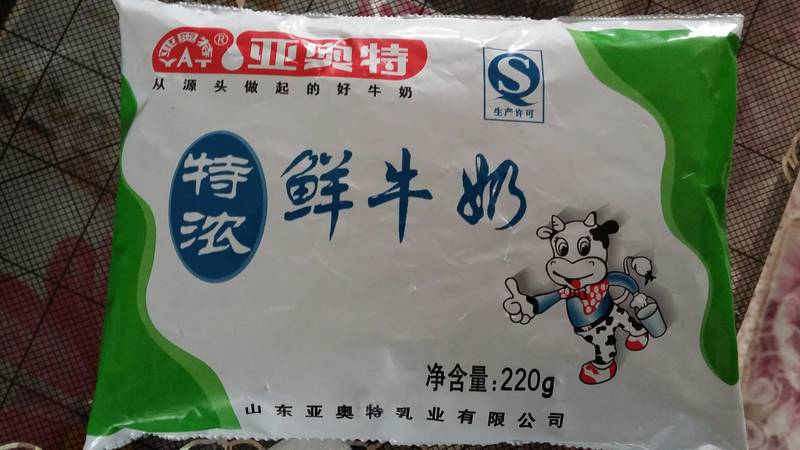 亚奥特 ® 亚奥特
YAT
从源头做起的好牛奶
生产许可
特浓
鲜牛奶
净含量:220g
山东亚奥特乳业有限公司